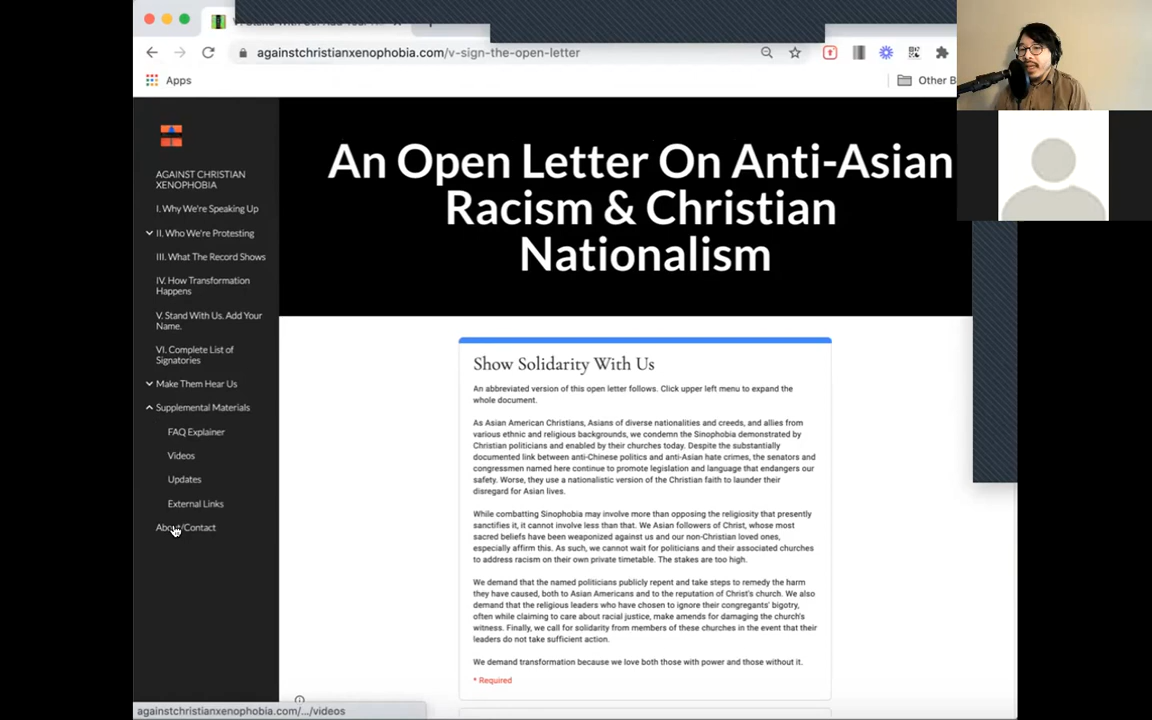 againstchristianxenophobia.com/v-sign-the-open-letter
Apps
Other B
AGAINST CHRISTIAN
XENOPHOBIA
I. Why We're Speaking Up
II. Who We're Protesting
III. What The Record Shows
IV. How Transformation
Happens
V. Stand With Us. Add Your
Name.
VI. Complete List of
Signatories
Make Them Hear Us
Supplemental Materials
FAQ Explainer
Videos
Updates
External Links
About/Contact
An Open Letter On Anti-Asian
Racism & Christian
Nationalism
Show Solidarity With Us
An abbreviated version of this open letter follows. Click upper left menu to expand the
whole document.
As Asian American Christians, Asians of diverse nationalities and creeds, and allies from
various ethnic and religious backgrounds, we condemn the Sinophobia demonstrated by
Christian politicians and enabled by their churches today. Despite the substantially
documented link between anti-Chinese politics and anti-Asian hate crimes, the senators and
congressmen named here continue to promote legislation and language that endangers our
safety. Worse, they use a nationalistic version of the Christian faith to launder their
disregard for Asian lives.
While combatting Sinophobia may involve more than opposing the religiosity that presently
sanctifies it, it cannot involve less than that. We Asian followers of Christ, whose most
sacred beliefs have been weaponized against us and our non-Christian loved ones,
especially affirm this. As such, we cannot wait for politicians and their associated churches
to address racism on their own private timetable. The stakes are too high.
We demand that the named politicians publicly repent and take steps to remedy the harm
they have caused, both to Asian Americans and to the reputation of Christ's church. We also
demand that the religious leaders who have chosen to ignore their congregants' bigotry,
often while claiming to care about racial justice, make amends for damaging the church's
witness. Finally, we call for solidarity from members of these churches in the event that their
leaders do not take sufficient action.
We demand transformation because we love both those with power and those without it.
* Required
againstchristianxenophobia.com/.../videos